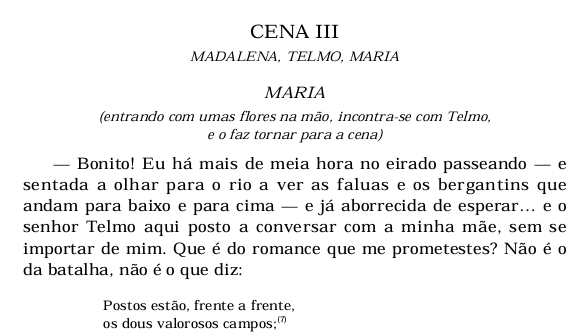 CENA III
MADALENA, TELMO, MARIA
MARIA
(entrando com umas flores na mão, incontra-se com Telmo,
e o faz tornar para a cena)
— Bonito! Eu há mais de meia hora no eirado passeando — e
sentada a olhar para o rio a ver as faluas e os bergantins que
andam para baixo e para cima — e já aborrecida de esperar... e o
senhor Telmo aqui posto a conversar com a minha mãe, sem se
importar de mim. Que é do romance que me prometestes? Não é o
da batalha, não é o que diz:
Postos estão, frente a frente,
os dous valorosos campos;(7)